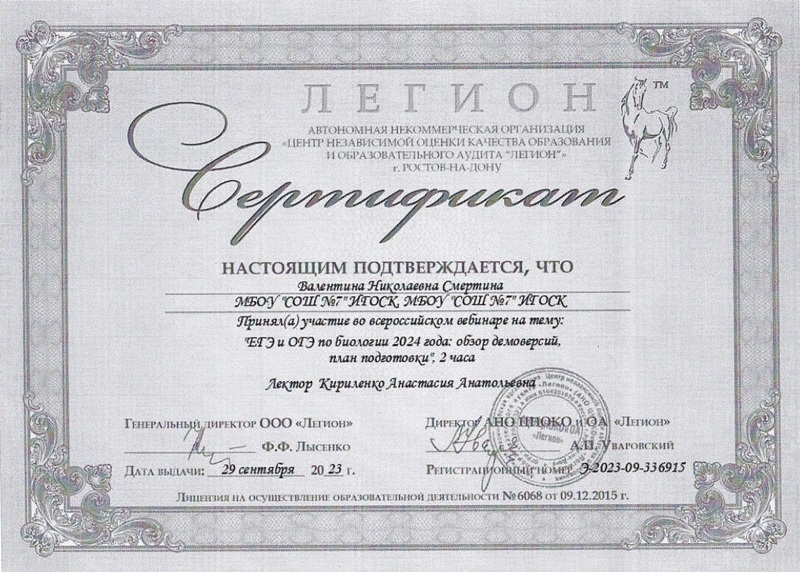 ЛЕГИОН
TM
АВТОНОМНАЯ НЕКОММЕРЧЕСКАЯ ОРГАНИЗАЦИЯ
«ЦЕНТР НЕЗАВИСИМОЙ ОЦЕНКИ КАЧЕСТВА ОБРАЗОВАНИЯ
И ОБРАЗОВАТЕЛЬНОГО АУДИТА "ЛЕГИОН"»
г. РОСТОВ-НА-ДОНУ
Сертификат
НАСТОЯЩИМ ПОДТВЕРЖДАЕТСЯ, ЧТО
Валентина Николаевна Смертина
МБОУ "СОШ №7" ИГОСК, МБОУ "СОШ №7" ИГОСК
Принял(а) участие во всероссийском вебинаре на тему:
"ЕГЭ и ОГЭ по биологии 2024 года: обзор демоверсий,
план подготовки", 2 часа
Лектор Кириленко Анастасия Анатольевна
Генеральный директор ООО «Легион»
Ф.Ф. Лысенко
Директор АНО ЦНОКО и ОА «Легион»
А.П. Уваровский
Дата выдачи: 29 сентября 2023 г.
Регистрационный номер Э-2023-09-336915
Лицензия на осуществление образовательной деятельности №6068 от 09.12.2015 г.